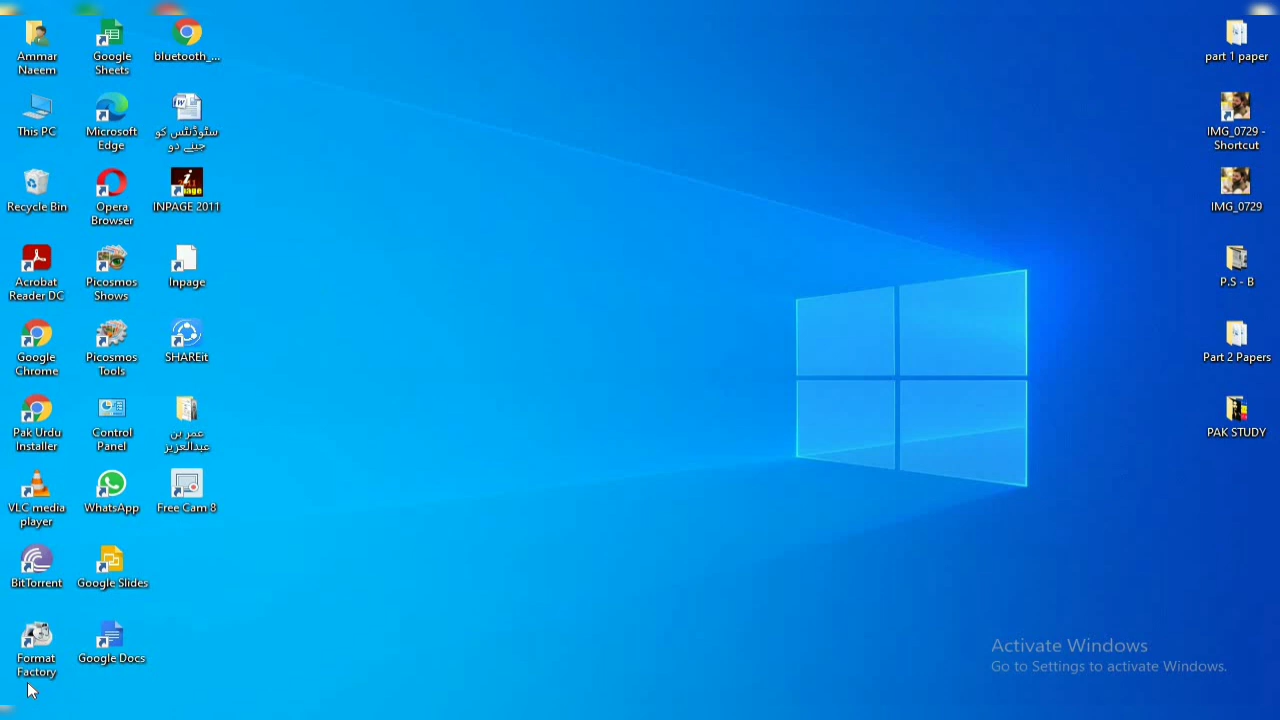 Ammar
Naeem
Google
Sheets
bluetooth_...
part 1 paper
This PC
Microsoft
Edge
سٹوڈنٹس کو
جینے دو
IMG_0729 -
Shortcut
Recycle Bin
Opera
Browser
INPAGE 2011
IMG_0729
Acrobat
Reader DC
Picosmos
Shows
Inpage
P.S - B
Google
Chrome
Picosmos
Tools
SHAREit
Part 2 Papers
Pak Urdu
Installer
Control
Panel
عمر بن
عبدالعزیز
PAK STUDY
VLC media
player
WhatsApp
Free Cam 8
BitTorrent
Google Slides
Format
Factory
Google Docs
Activate Windows
Go to Settings to activate Windows.